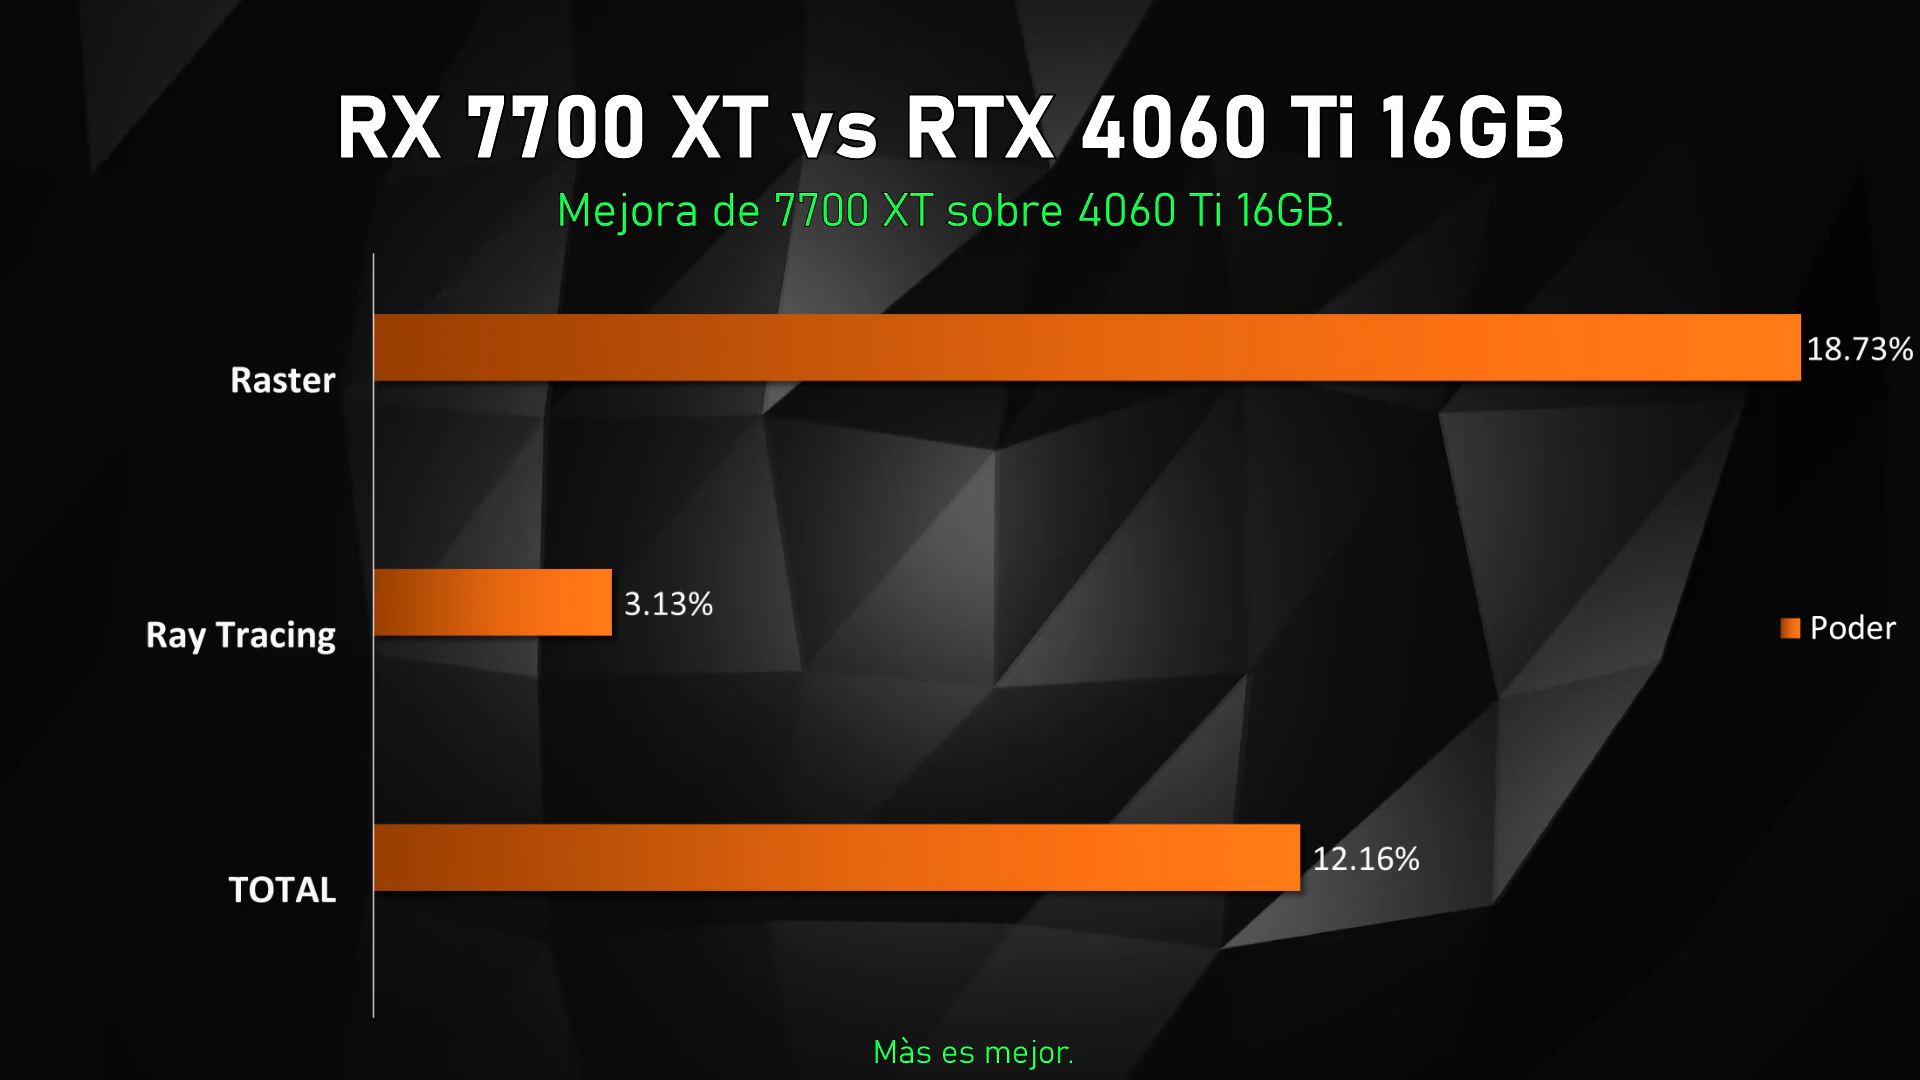 RX 7700 XT vs RTX 4060 Ti 16GB
Mejora de 7700 XT sobre 4060 Ti 16GB.
Raster
18.73%
Ray Tracing
3.13%
Poder
TOTAL
12.16%
Màs es mejor.